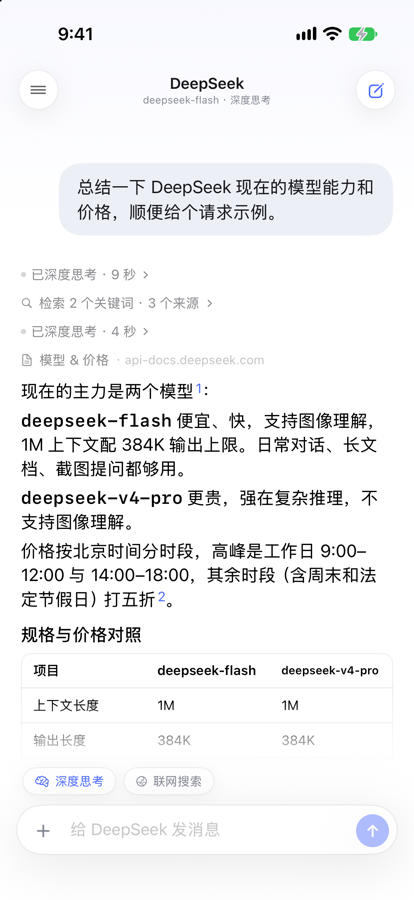 9:41
DeepSeek
deepseek-flash · 深度思考
总结一下 DeepSeek 现在的模型能力和
价格，顺便给个请求示例。
已深度思考 · 9 秒
检索 2 个关键词 · 3 个来源
已深度思考 · 4 秒
模型 & 价格 · api-docs.deepseek.com
现在的主力是两个模型1：
deepseek-flash 便宜、快，支持图像理解，
1M 上下文配 384K 输出上限。日常对话、长文
档、截图提问都够用。
deepseek-v4-pro 更贵，强在复杂推理，不
支持图像理解。
价格按北京时间分时段，高峰是工作日 9:00–
12:00 与 14:00–18:00，其余时段（含周末和法
定节假日）打五折2。
规格与价格对照
项目 deepseek-flash deepseek-v4-pro
上下文长度 1M 1M
输出长度 384K 384K
深度思考 联网搜索
给 DeepSeek 发消息